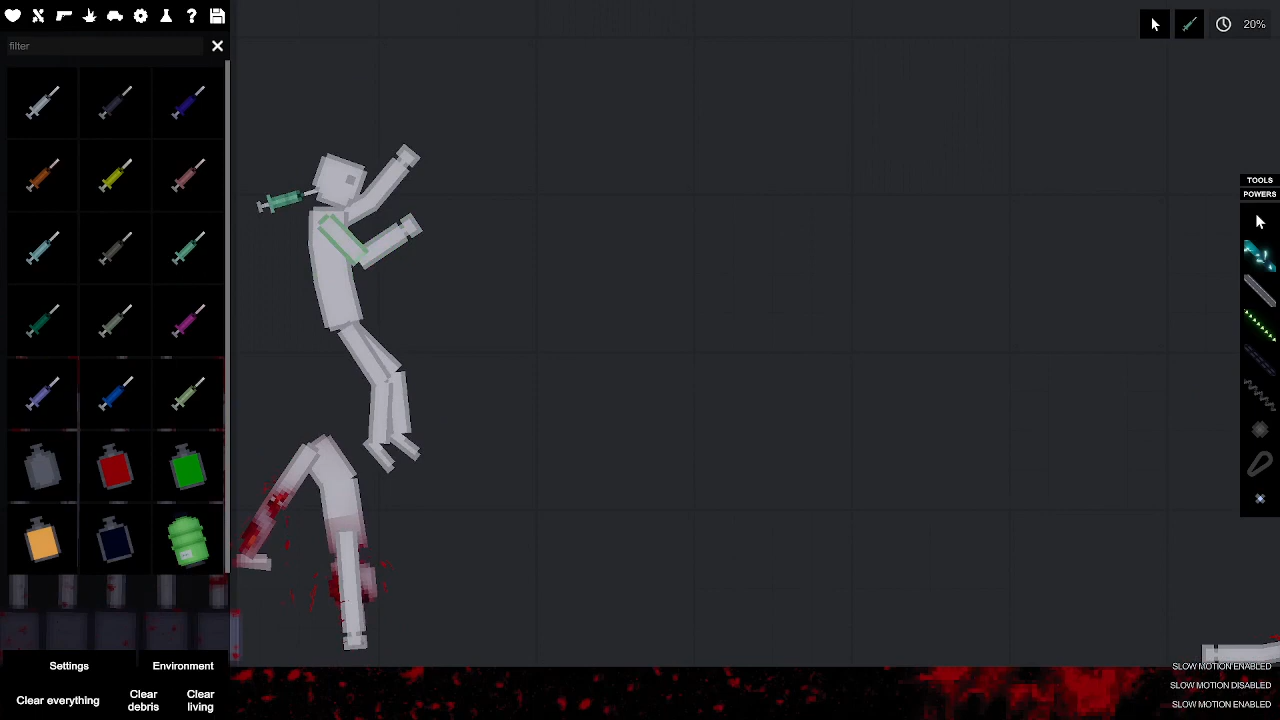 filter
20%
TOOLS
POWERS
Settings
Environment
Clear everything
Clear debris
Clear living
SLOW MOTION ENABLED
SLOW MOTION DISABLED
SLOW MOTION ENABLED